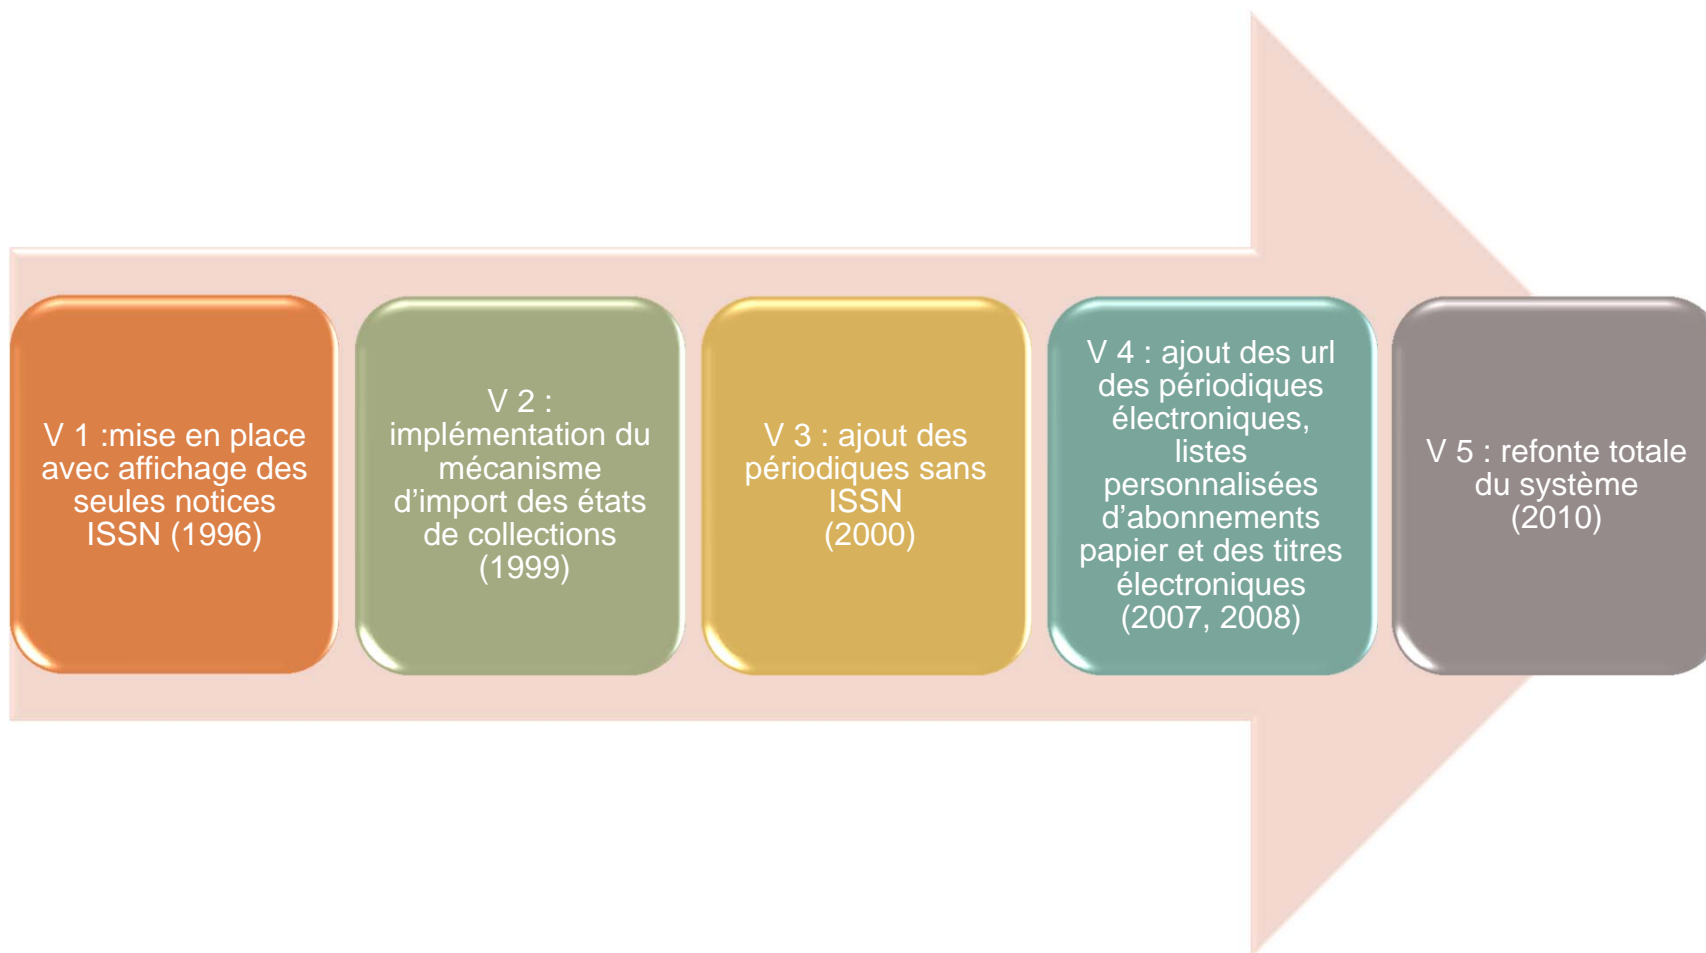 V 1 :mise en place
avec affichage des
seules notices
ISSN (1996)
V 2 :
implémentation du
mécanisme
d’import des états
de collections
(1999)
V 3 : ajout des
périodiques sans
ISSN
(2000)
V 4 : ajout des url
des périodiques
électroniques,
listes
personnalisées
d’abonnements
papier et des titres
électroniques
(2007, 2008)
V 5 : refonte totale
du système
(2010)